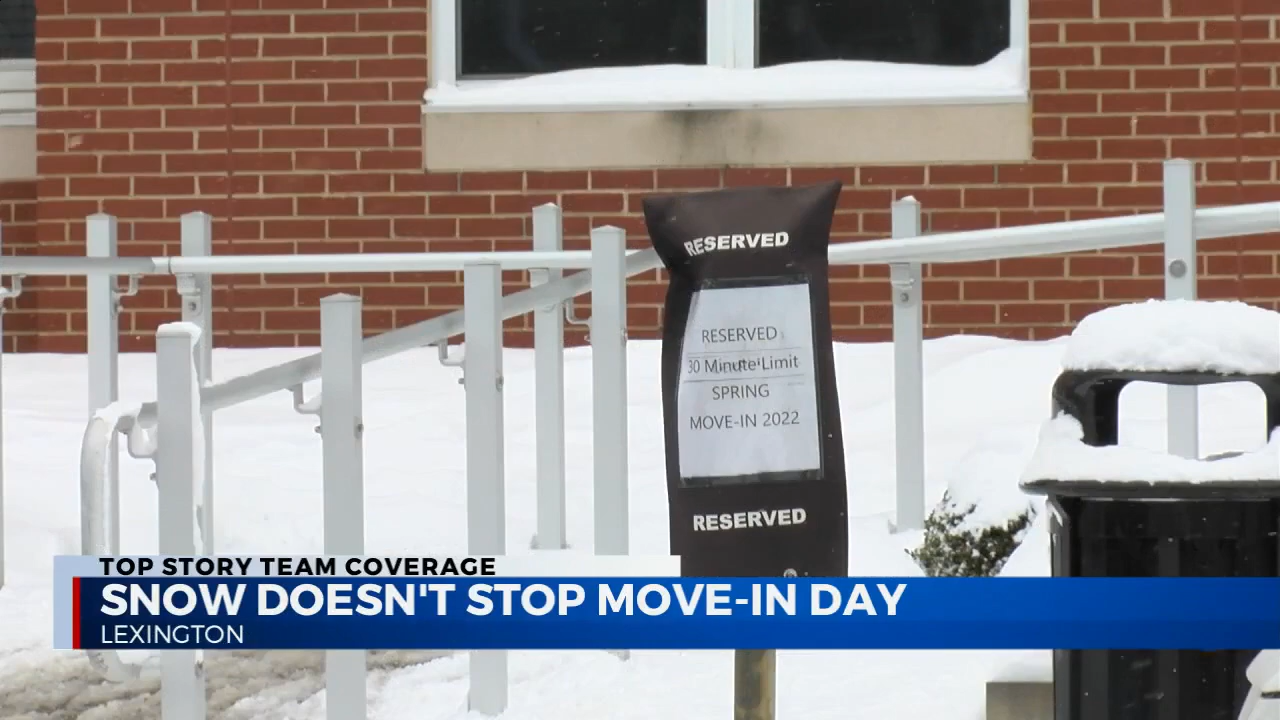 RESERVED
RESERVED
30 Minute Limit
SPRING
MOVE-IN 2022
RESERVED
TOP STORY TEAM COVERAGE
SNOW DOESN'T STOP MOVE-IN DAY
LEXINGTON